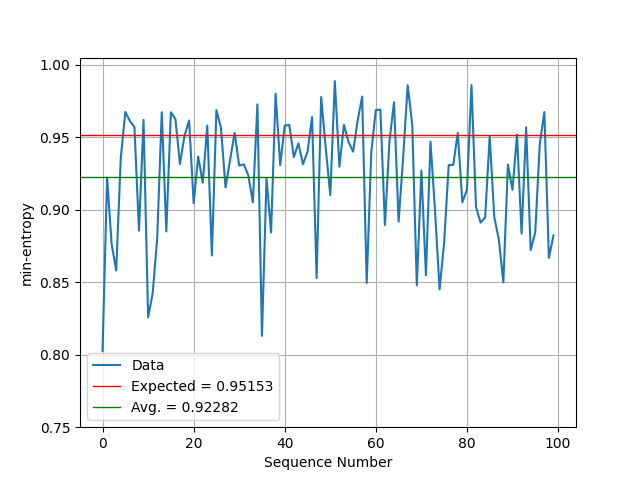 1.00
0.95
0.90
0.85
0.80
0.75
min-entropy
Data
Expected = 0.95153
Avg. = 0.92282
0 20 40 60 80 100
Sequence Number